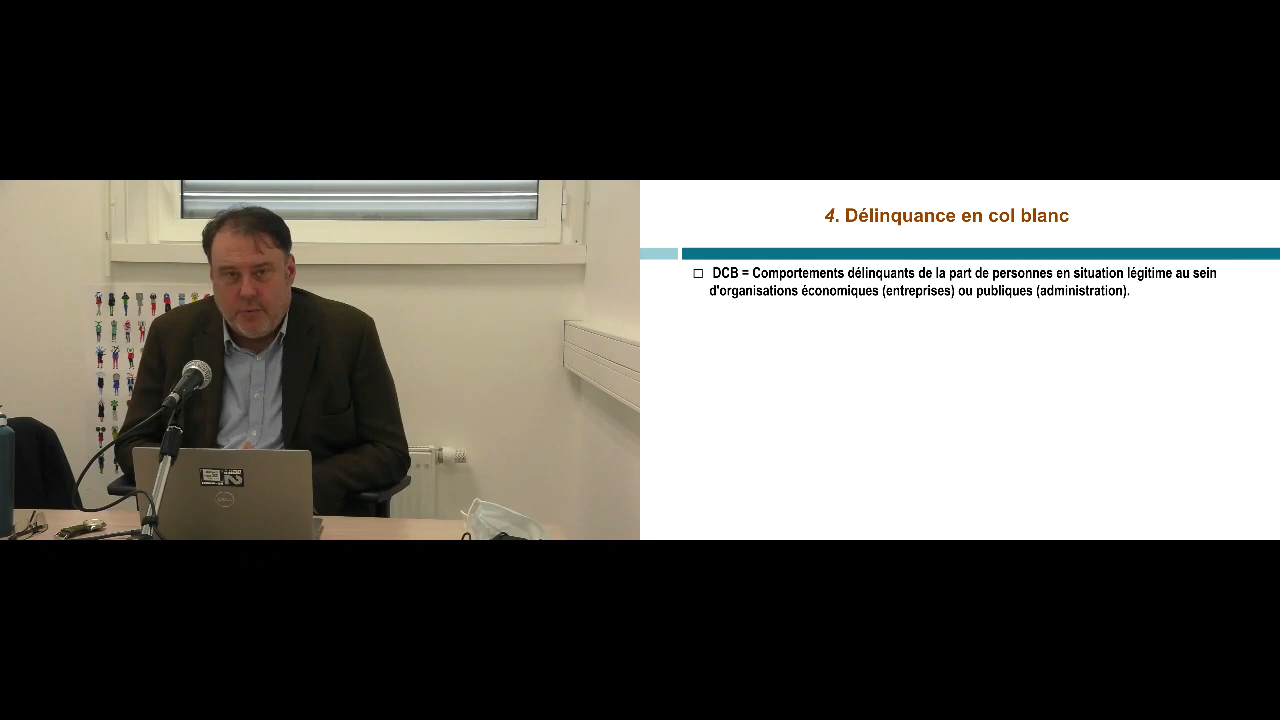 4. Délinquance en col blanc
□ DCB = Comportements délinquants de la part de personnes en situation légitime au sein
d'organisations économiques (entreprises) ou publiques (administration).
DELL